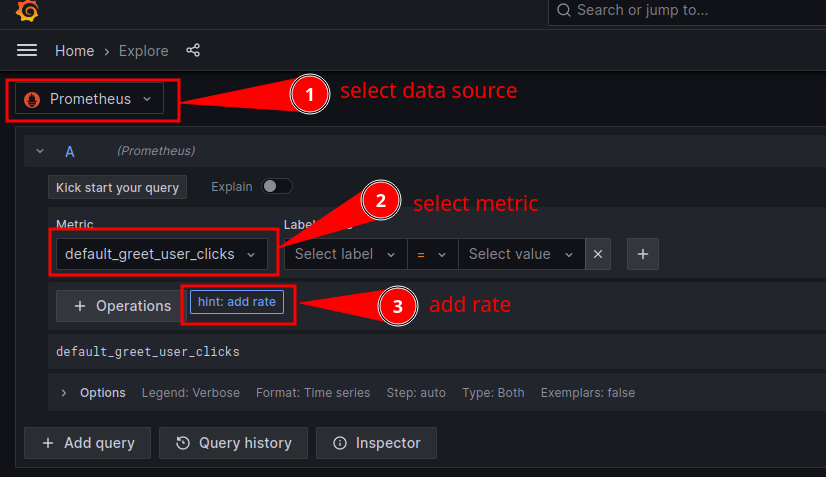 Search or jump to...
Home > Explore
Prometheus
1 select data source
A (Prometheus)
Kick start your query Explain
2 select metric
Metric
default_greet_user_clicks Select label = Select value
+ Operations hint: add rate
3 add rate
default_greet_user_clicks
Options Legend: Verbose Format: Time series Step: auto Type: Both Exemplars: false
+ Add query Query history Inspector